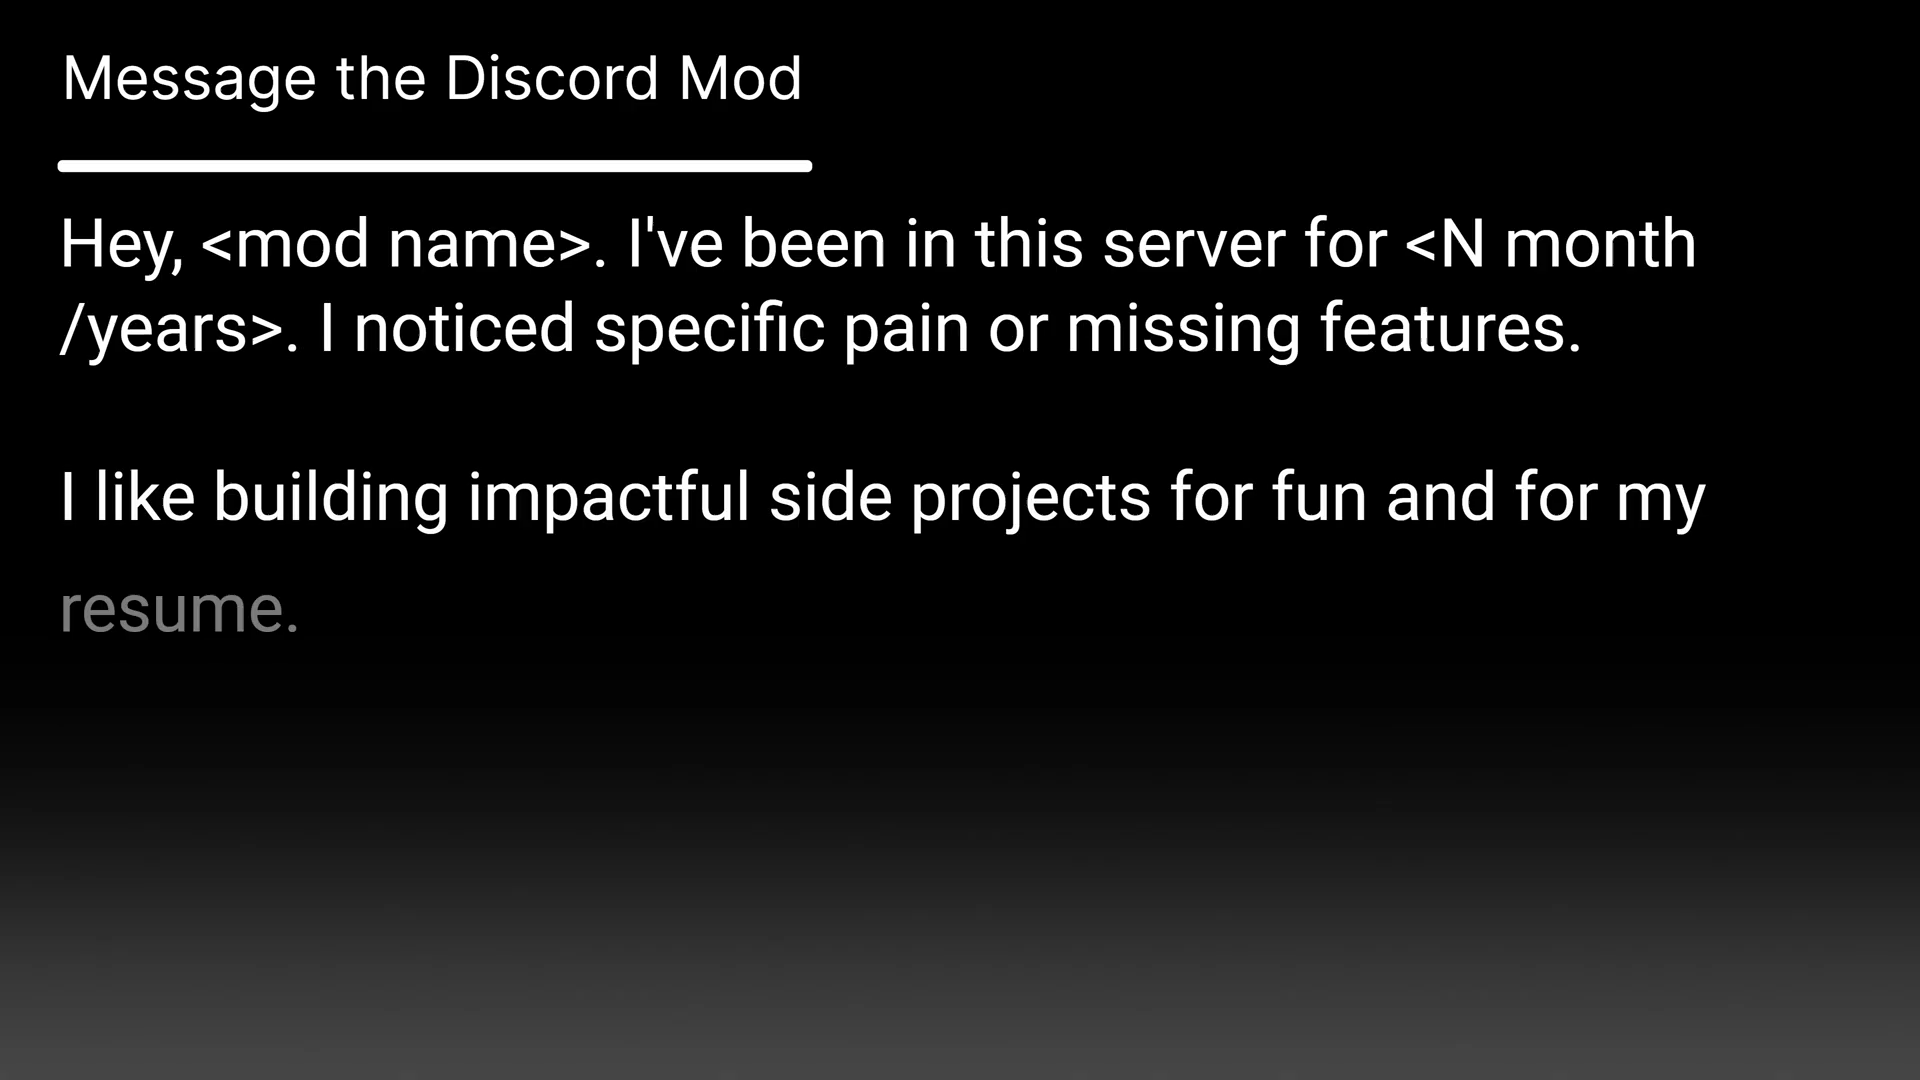 Message the Discord Mod
Hey, <mod name>. I've been in this server for <N month
/years>. I noticed specific pain or missing features.
I like building impactful side projects for fun and for my
resume.